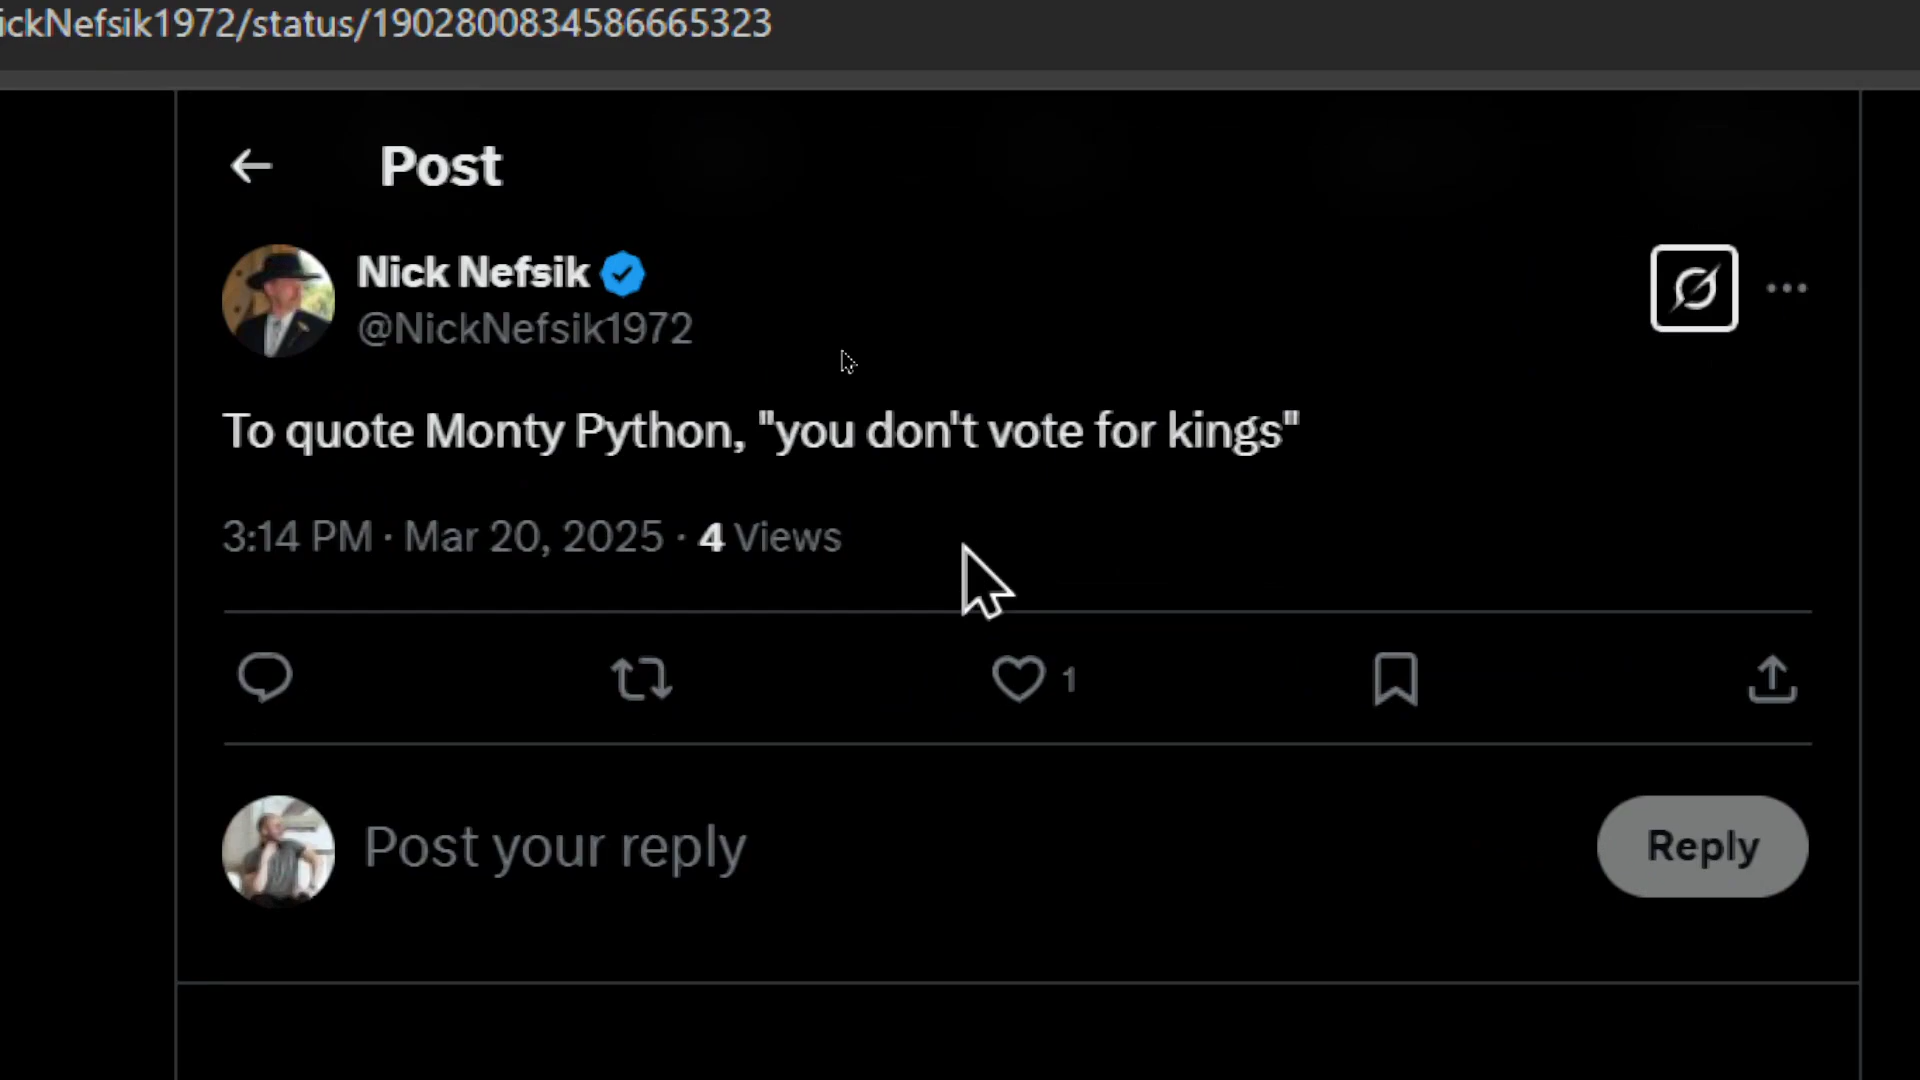 ickNefsik1972/status/1902800834586665323
Post
Nick Nefsik
@NickNefsik1972
To quote Monty Python, "you don't vote for kings"
3:14 PM · Mar 20, 2025 · 4 Views
1
Post your reply
Reply